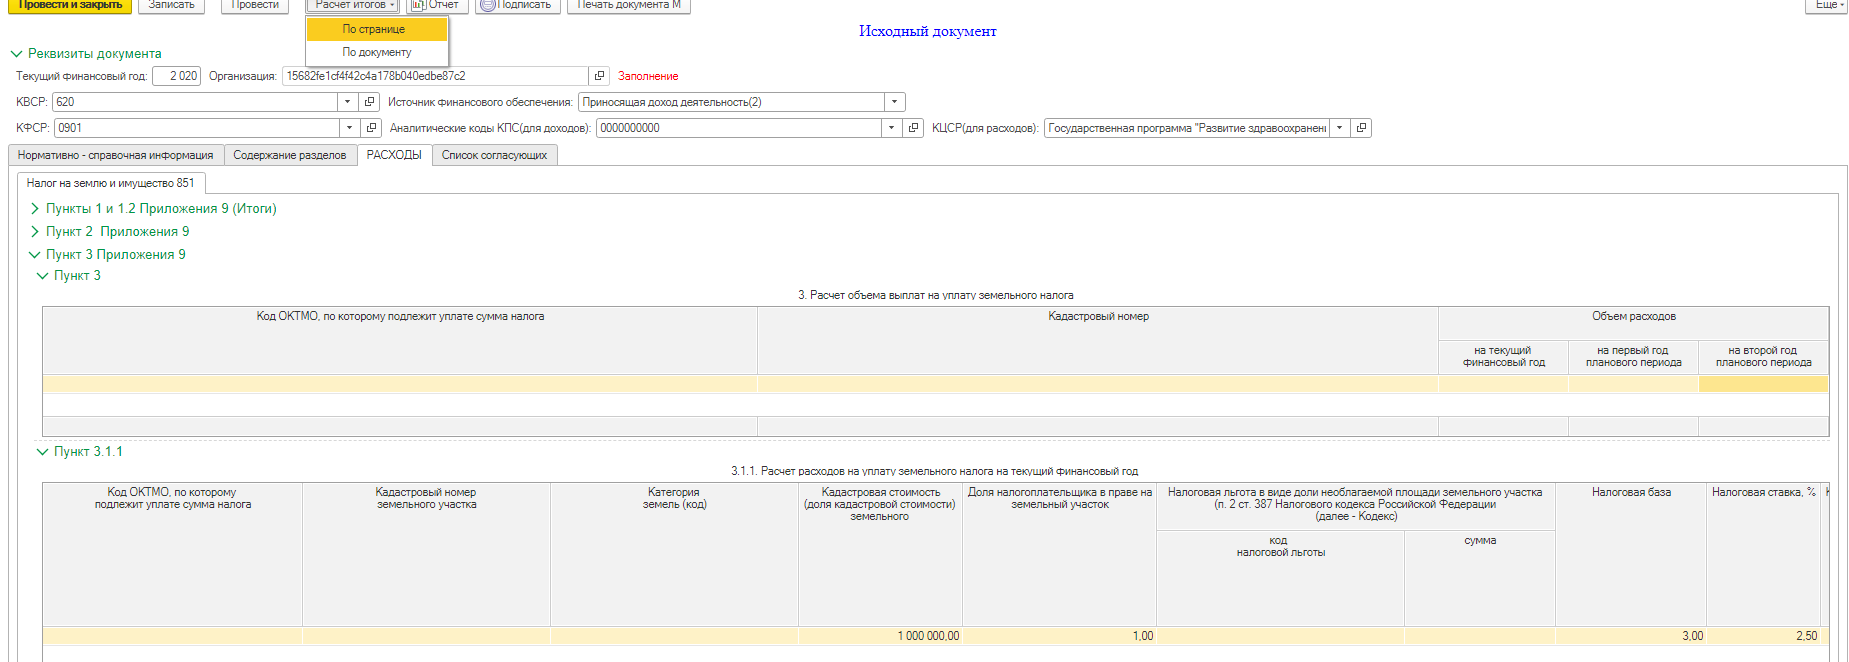 Провести и закрыть Записать Провести Расчет итогов Отчет Подписать Печать документа М Еще
По странице
По документу
Исходный документ
Реквизиты документа
Текущий финансовый год: 2 020 Организация: 15682fe1cf4f42c4a178b040edbe87c2 Заполнение
КВСР: 620 Источник финансового обеспечения: Приносящая доход деятельность(2)
КФСР: 0901 Аналитические коды КПС(для доходов): 0000000000 КЦСР(для расходов): Государственная программа "Развитие здравоохранени
Нормативно - справочная информация Содержание разделов РАСХОДЫ Список согласующих
Налог на землю и имущество 851
Пункты 1 и 1.2 Приложения 9 (Итоги)
Пункт 2 Приложения 9
Пункт 3 Приложения 9
Пункт 3
3. Расчет объема выплат на уплату земельного налога
Код ОКТМО, по которому подлежит уплате сумма налога Кадастровый номер Объем расходов
на текущий финансовый год на первый год планового периода на второй год планового периода
Пункт 3.1.1
3.1.1. Расчет расходов на уплату земельного налога на текущий финансовый год
Код ОКТМО, по которому подлежит уплате сумма налога
Кадастровый номер земельного участка
Категория земель (код)
Кадастровая стоимость (доля кадастровой стоимости) земельного
Доля налогоплательщика в праве на земельный участок
Налоговая льгота в виде доли необлагаемой площади земельного участка (п. 2 ст. 387 Налогового кодекса Российской Федерации (далее - Кодекс)
Налоговая база
Налоговая ставка, %
код налоговой льготы
сумма
1 000 000,00 1,00 3,00 2,50